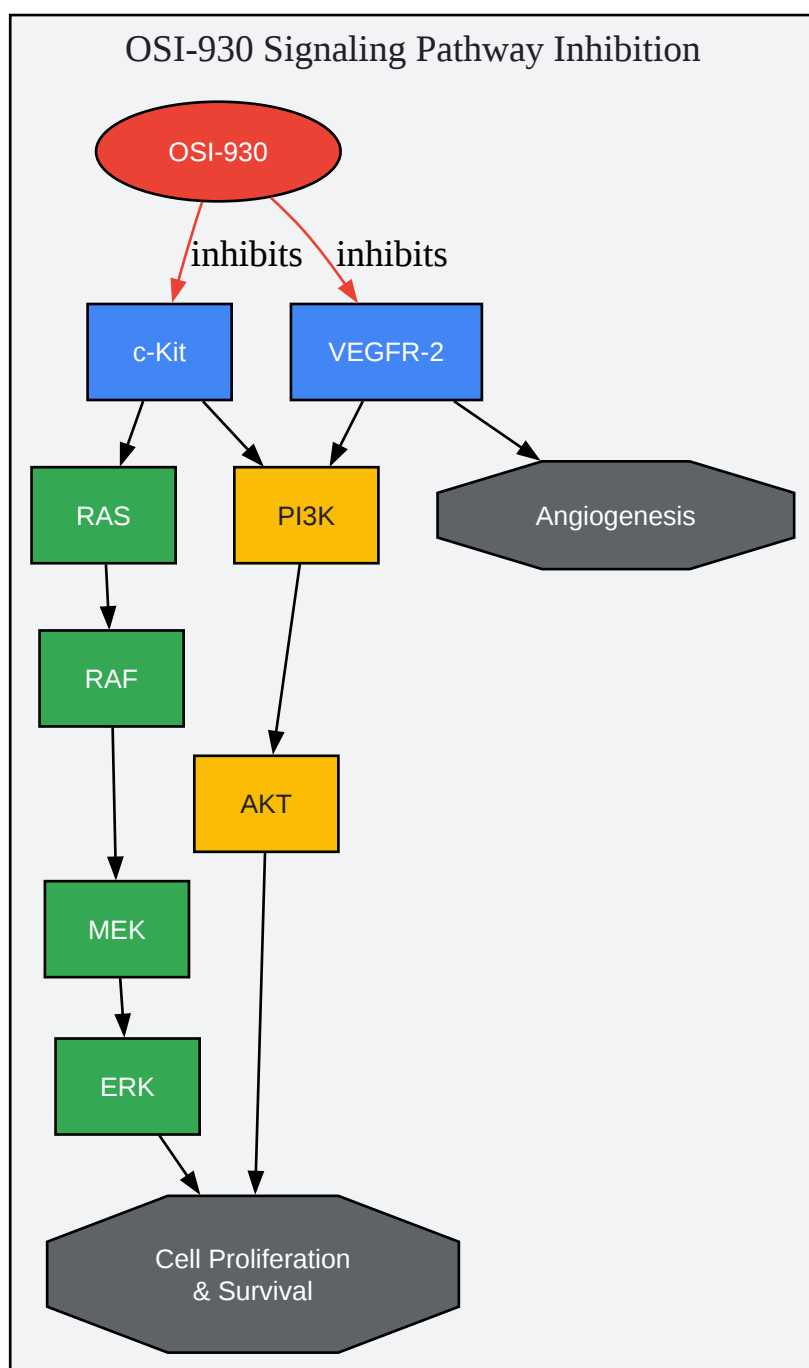 OSI-930 Signaling Pathway Inhibition
OSI-930
inhibits
inhibits
c-Kit
VEGFR-2
RAS
PI3K
Angiogenesis
RAF
AKT
MEK
ERK
Cell Proliferation
& Survival